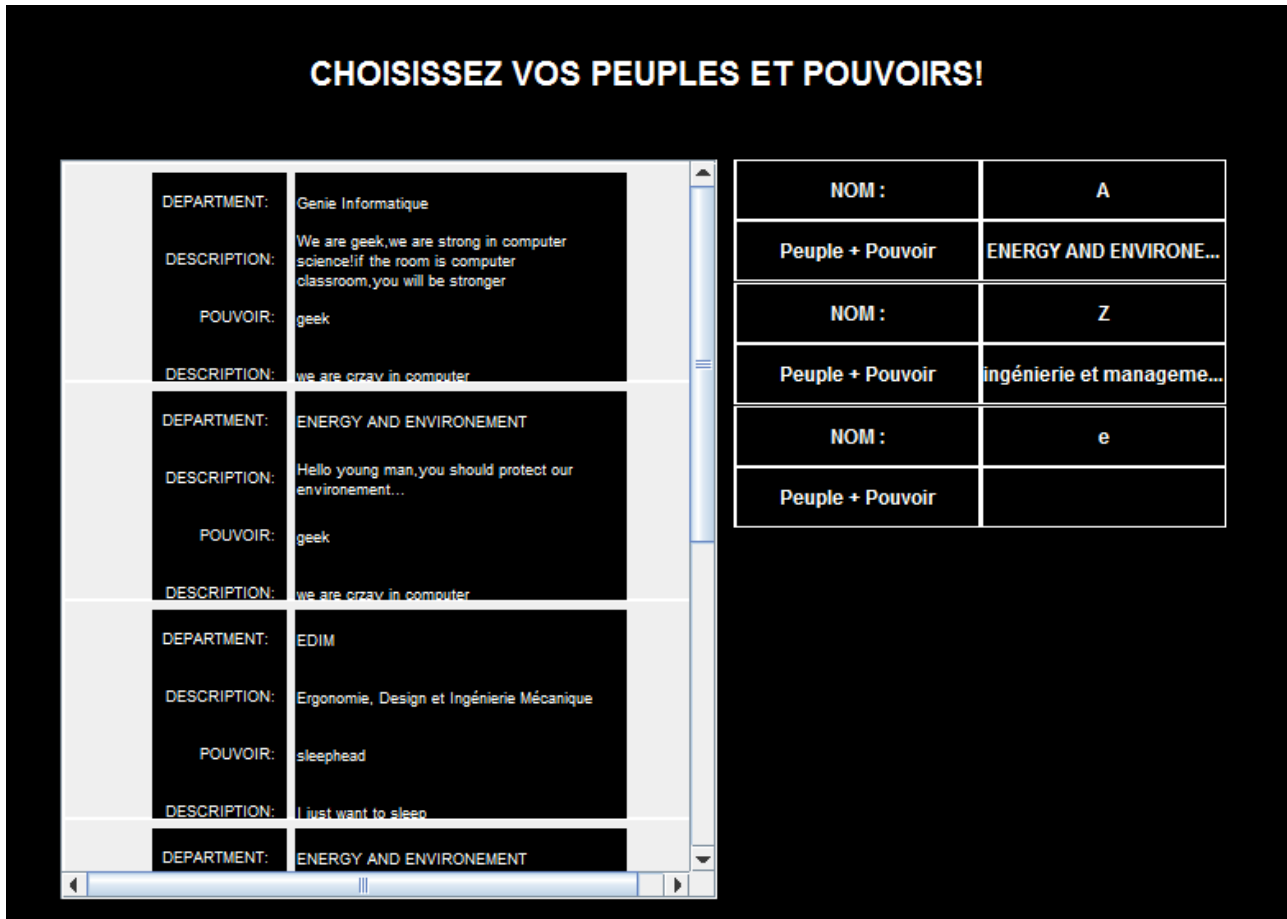 CHOISISSEZ VOS PEUPLES ET POUVOIRS!
DEPARTMENT: Genie Informatique
DESCRIPTION: We are geek,we are strong in computer
science!if the room is computer
classroom,you will be stronger
POUVOIR: geek
DESCRIPTION: we are crzay in computer
DEPARTMENT: ENERGY AND ENVIRONEMENT
DESCRIPTION: Hello young man,you should protect our
environement...
POUVOIR: geek
DESCRIPTION: we are crzay in computer
DEPARTMENT: EDIM
DESCRIPTION: Ergonomie, Design et Ingénierie Mécanique
POUVOIR: sleephead
DESCRIPTION: I just want to sleep
DEPARTMENT: ENERGY AND ENVIRONEMENT
NOM : A
Peuple + Pouvoir ENERGY AND ENVIRONE...
NOM : Z
Peuple + Pouvoir ingénierie et manageme...
NOM : e
Peuple + Pouvoir